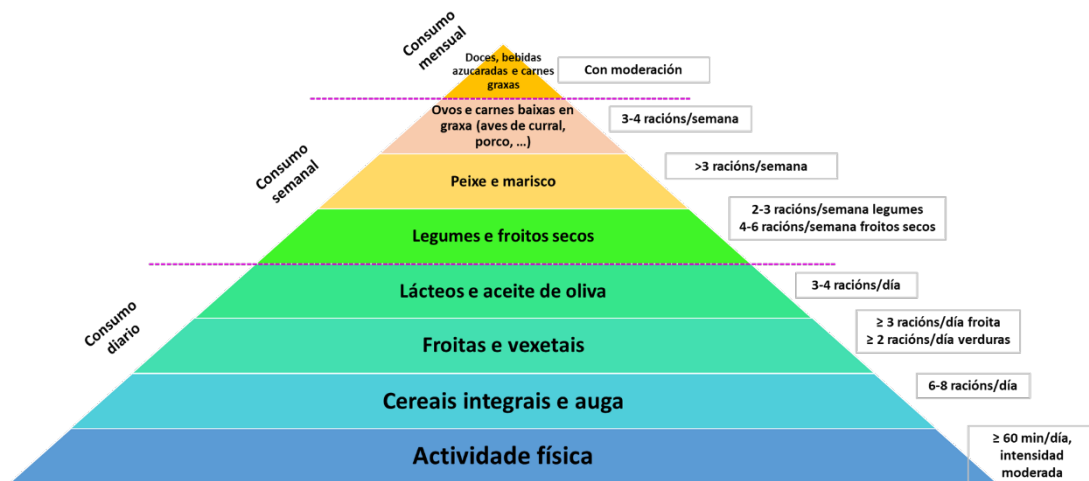 Consumo
mensual
Doces, bebidas
azucaradas e carnes
graxas
Con moderación
Ovos e carnes baixas en
graxa (aves de curral,
porco, ...)
3-4 racións/semana
Consumo
semanal
Peixe e marisco
>3 racións/semana
Legumes e froitos secos
2-3 racións/semana legumes
4-6 racións/semana froitos secos
Lácteos e aceite de oliva
3-4 racións/día
Consumo
diario
Froitas e vexetais
≥ 3 racións/día froita
≥ 2 racións/día verduras
Cereais integrais e auga
6-8 racións/día
Actividade física
≥ 60 min/día,
intensidad
moderada